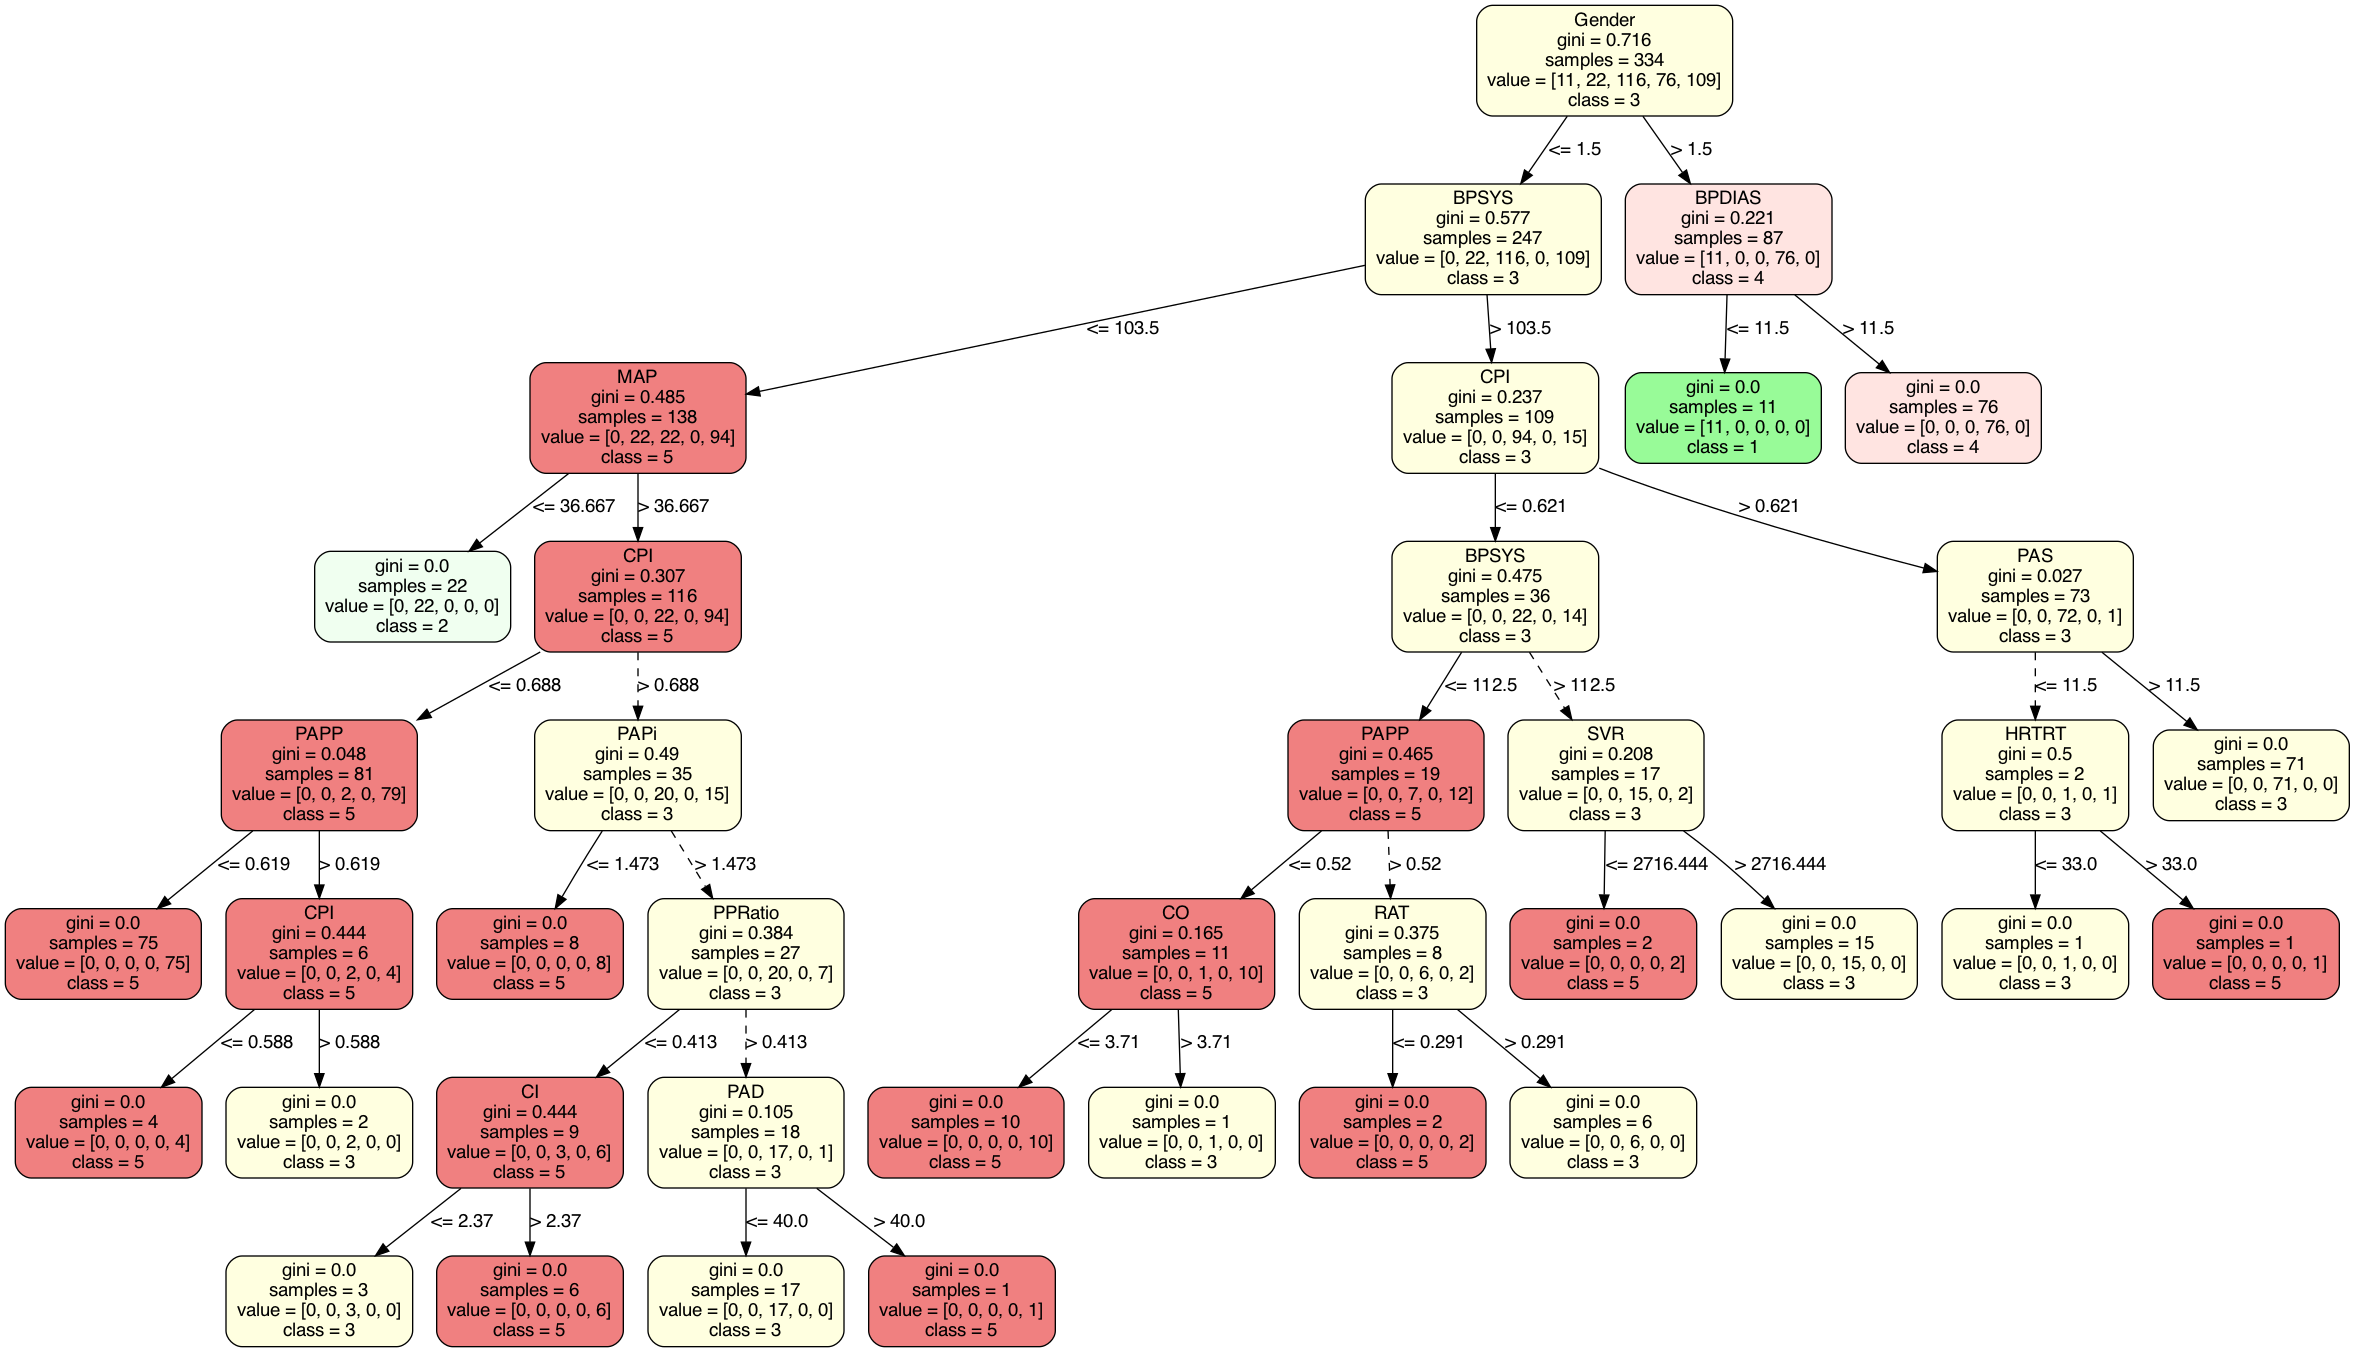 Gender
gini = 0.716
samples = 334
value = [11, 22, 116, 76, 109]
class = 3
<= 1.5
> 1.5
BPSYS
gini = 0.577
samples = 247
value = [0, 22, 116, 0, 109]
class = 3
BPDIAS
gini = 0.221
samples = 87
value = [11, 0, 0, 76, 0]
class = 4
<= 103.5
> 103.5
<= 11.5
> 11.5
MAP
gini = 0.485
samples = 138
value = [0, 22, 22, 0, 94]
class = 5
CPI
gini = 0.237
samples = 109
value = [0, 0, 94, 0, 15]
class = 3
gini = 0.0
samples = 11
value = [11, 0, 0, 0, 0]
class = 1
gini = 0.0
samples = 76
value = [0, 0, 0, 76, 0]
class = 4
<= 36.667
> 36.667
<= 0.621
> 0.621
gini = 0.0
samples = 22
value = [0, 22, 0, 0, 0]
class = 2
CPI
gini = 0.307
samples = 116
value = [0, 0, 22, 0, 94]
class = 5
BPSYS
gini = 0.475
samples = 36
value = [0, 0, 22, 0, 14]
class = 3
PAS
gini = 0.027
samples = 73
value = [0, 0, 72, 0, 1]
class = 3
<= 0.688
> 0.688
<= 112.5
> 112.5
<= 11.5
> 11.5
PAPP
gini = 0.048
samples = 81
value = [0, 0, 2, 0, 79]
class = 5
PAPi
gini = 0.49
samples = 35
value = [0, 0, 20, 0, 15]
class = 3
PAPP
gini = 0.465
samples = 19
value = [0, 0, 7, 0, 12]
class = 5
SVR
gini = 0.208
samples = 17
value = [0, 0, 15, 0, 2]
class = 3
HRTRT
gini = 0.5
samples = 2
value = [0, 0, 1, 0, 1]
class = 3
gini = 0.0
samples = 71
value = [0, 0, 71, 0, 0]
class = 3
<= 0.619
> 0.619
<= 1.473
> 1.473
<= 0.52
> 0.52
<= 2716.444
> 2716.444
<= 33.0
> 33.0
gini = 0.0
samples = 75
value = [0, 0, 0, 0, 75]
class = 5
CPI
gini = 0.444
samples = 6
value = [0, 0, 2, 0, 4]
class = 5
gini = 0.0
samples = 8
value = [0, 0, 0, 0, 8]
class = 5
PPRatio
gini = 0.384
samples = 27
value = [0, 0, 20, 0, 7]
class = 3
CO
gini = 0.165
samples = 11
value = [0, 0, 1, 0, 10]
class = 5
RAT
gini = 0.375
samples = 8
value = [0, 0, 6, 0, 2]
class = 3
gini = 0.0
samples = 2
value = [0, 0, 0, 0, 2]
class = 5
gini = 0.0
samples = 15
value = [0, 0, 15, 0, 0]
class = 3
gini = 0.0
samples = 1
value = [0, 0, 1, 0, 0]
class = 3
gini = 0.0
samples = 1
value = [0, 0, 0, 0, 1]
class = 5
<= 0.588
> 0.588
<= 0.413
> 0.413
<= 3.71
> 3.71
<= 0.291
> 0.291
gini = 0.0
samples = 4
value = [0, 0, 0, 0, 4]
class = 5
gini = 0.0
samples = 2
value = [0, 0, 2, 0, 0]
class = 3
CI
gini = 0.444
samples = 9
value = [0, 0, 3, 0, 6]
class = 5
PAD
gini = 0.105
samples = 18
value = [0, 0, 17, 0, 1]
class = 3
gini = 0.0
samples = 10
value = [0, 0, 0, 0, 10]
class = 5
gini = 0.0
samples = 1
value = [0, 0, 1, 0, 0]
class = 3
gini = 0.0
samples = 2
value = [0, 0, 0, 0, 2]
class = 5
gini = 0.0
samples = 6
value = [0, 0, 6, 0, 0]
class = 3
<= 2.37
> 2.37
<= 40.0
> 40.0
gini = 0.0
samples = 3
value = [0, 0, 3, 0, 0]
class = 3
gini = 0.0
samples = 6
value = [0, 0, 0, 0, 6]
class = 5
gini = 0.0
samples = 17
value = [0, 0, 17, 0, 0]
class = 3
gini = 0.0
samples = 1
value = [0, 0, 0, 0, 1]
class = 5